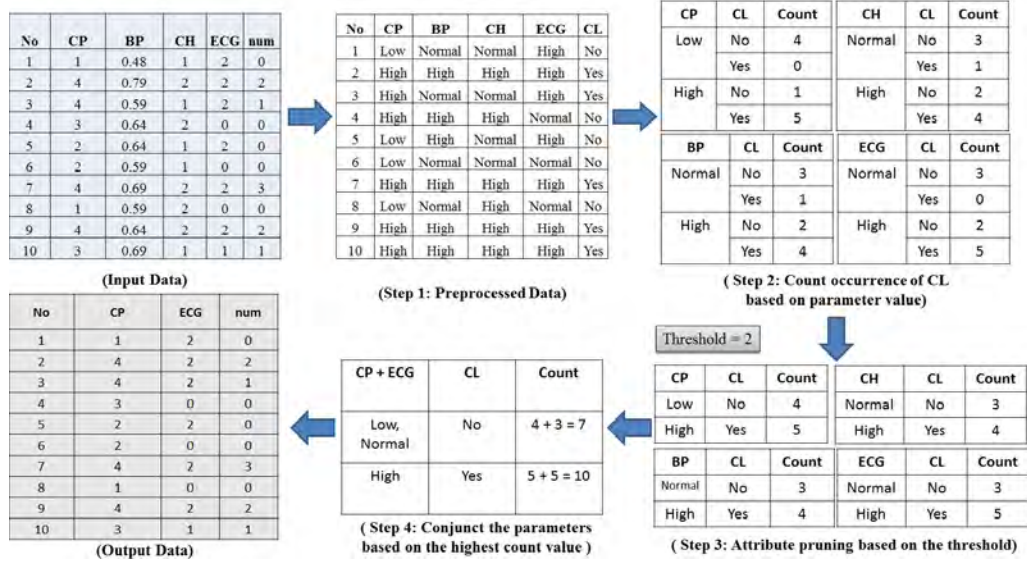 No CP BP CH ECG num
1 1 0.48 1 2 0
2 4 0.79 2 2 2
3 4 0.59 1 2 1
4 3 0.64 2 0 0
5 2 0.64 1 2 0
6 2 0.59 1 0 0
7 4 0.69 2 2 3
8 1 0.59 2 0 0
9 4 0.64 2 2 2
10 3 0.69 1 1 1
(Input Data)
No CP BP CH ECG CL
1 Low Normal Normal High No
2 High High High High Yes
3 High Normal Normal High Yes
4 High High High Normal No
5 Low High Normal High No
6 Low Normal Normal Normal No
7 High High High High Yes
8 Low Normal High Normal No
9 High High High High Yes
10 High High High High Yes
(Step 1: Preprocessed Data)
CP CL Count
Low No 4
Yes 0
High No 1
Yes 5
CH CL Count
Normal No 3
Yes 1
High No 2
Yes 4
BP CL Count
Normal No 3
Yes 1
High No 2
Yes 4
ECG CL Count
Normal No 3
Yes 0
High No 2
Yes 5
( Step 2: Count occurrence of CL
based on parameter value)
Threshold = 2
CP CL Count
Low No 4
High Yes 5
CH CL Count
Normal No 3
High Yes 4
BP CL Count
Normal No 3
High Yes 4
ECG CL Count
Normal No 3
High Yes 5
( Step 3: Attribute pruning based on the threshold)
CP + ECG CL Count
Low, Normal No 4 + 3 = 7
High Yes 5 + 5 = 10
( Step 4: Conjunct the parameters
based on the highest count value )
No CP ECG num
1 1 2 0
2 4 2 2
3 4 2 1
4 3 0 0
5 2 2 0
6 2 0 0
7 4 2 3
8 1 0 0
9 4 2 2
10 3 1 1
(Output Data)